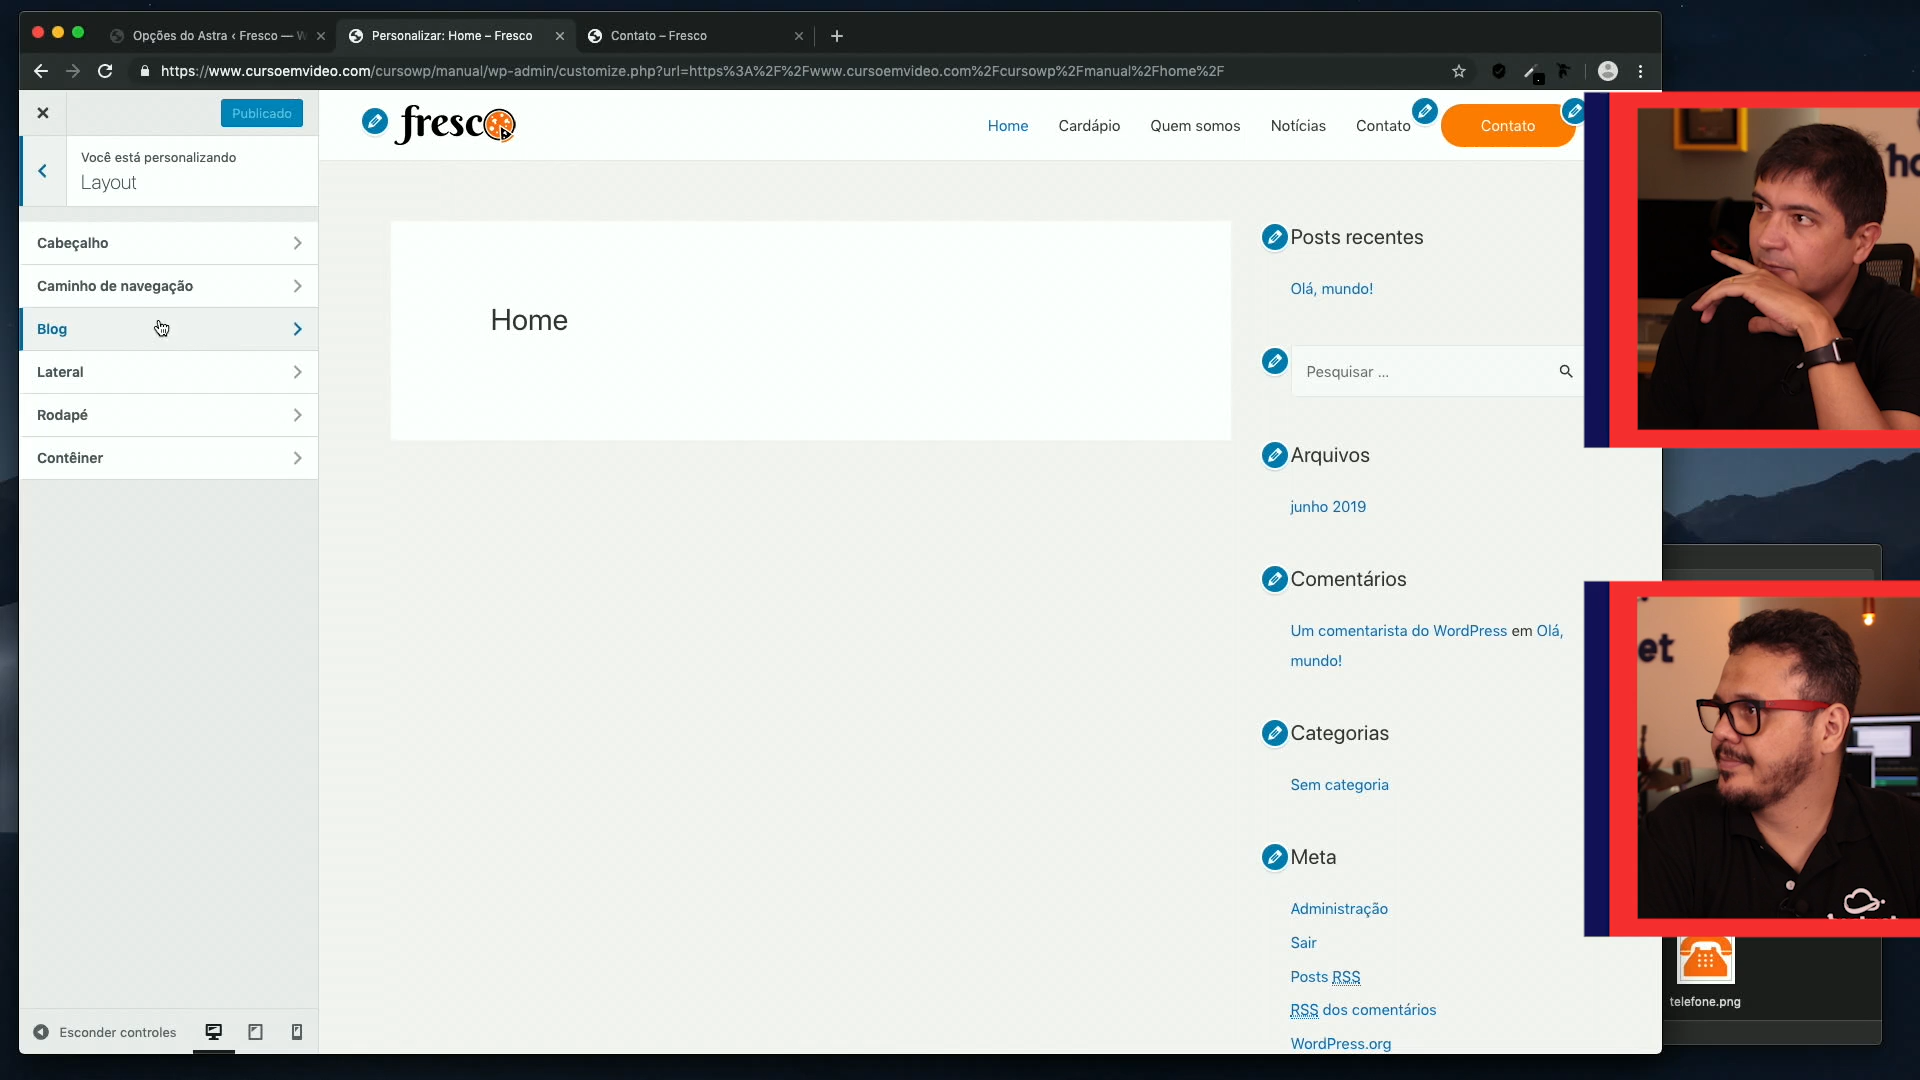 Opções do Astra ‹ Fresco — W
Personalizar: Home – Fresco
Contato – Fresco
https://www.cursoemvideo.com/cursowp/manual/wp-admin/customize.php?url=https%3A%2F%2Fwww.cursoemvideo.com%2Fcursowp%2Fmanual%2Fhome%2F
Publicado
Você está personalizando
Layout
Cabeçalho
Caminho de navegação
Blog
Lateral
Rodapé
Contêiner
Esconder controles
fresco
Home
Cardápio
Quem somos
Notícias
Contato
Contato
Home
Posts recentes
Olá, mundo!
Pesquisar ...
Arquivos
junho 2019
Comentários
Um comentarista do WordPress em Olá,
mundo!
Categorias
Sem categoria
Meta
Administração
Sair
Posts RSS
RSS dos comentários
WordPress.org
ho
et
telefone.png